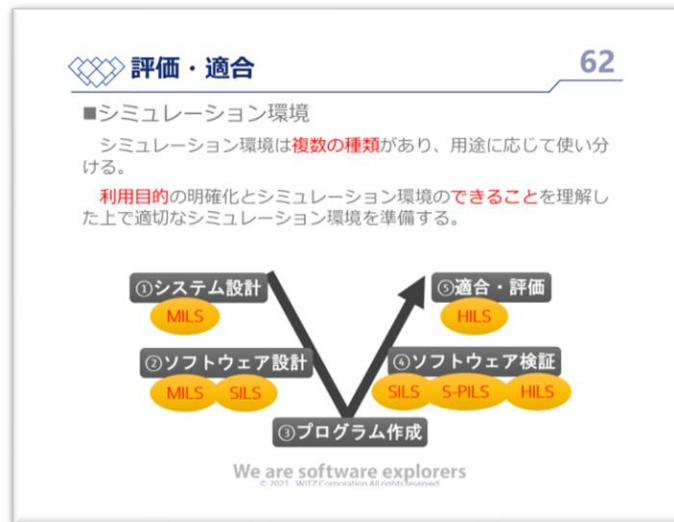 評価・適合
62
■シミュレーション環境
シミュレーション環境は複数の種類があり、用途に応じて使い分
ける。
利用目的の明確化とシミュレーション環境のできることを理解し
た上で適切なシミュレーション環境を準備する。
①システム設計
MILS
⑤適合・評価
HILS
②ソフトウェア設計
MILS SILS
④ソフトウェア検証
SILS S-PILS HILS
③プログラム作成
We are software explorers
© 2021 WITZ Corporation All rights reserved.